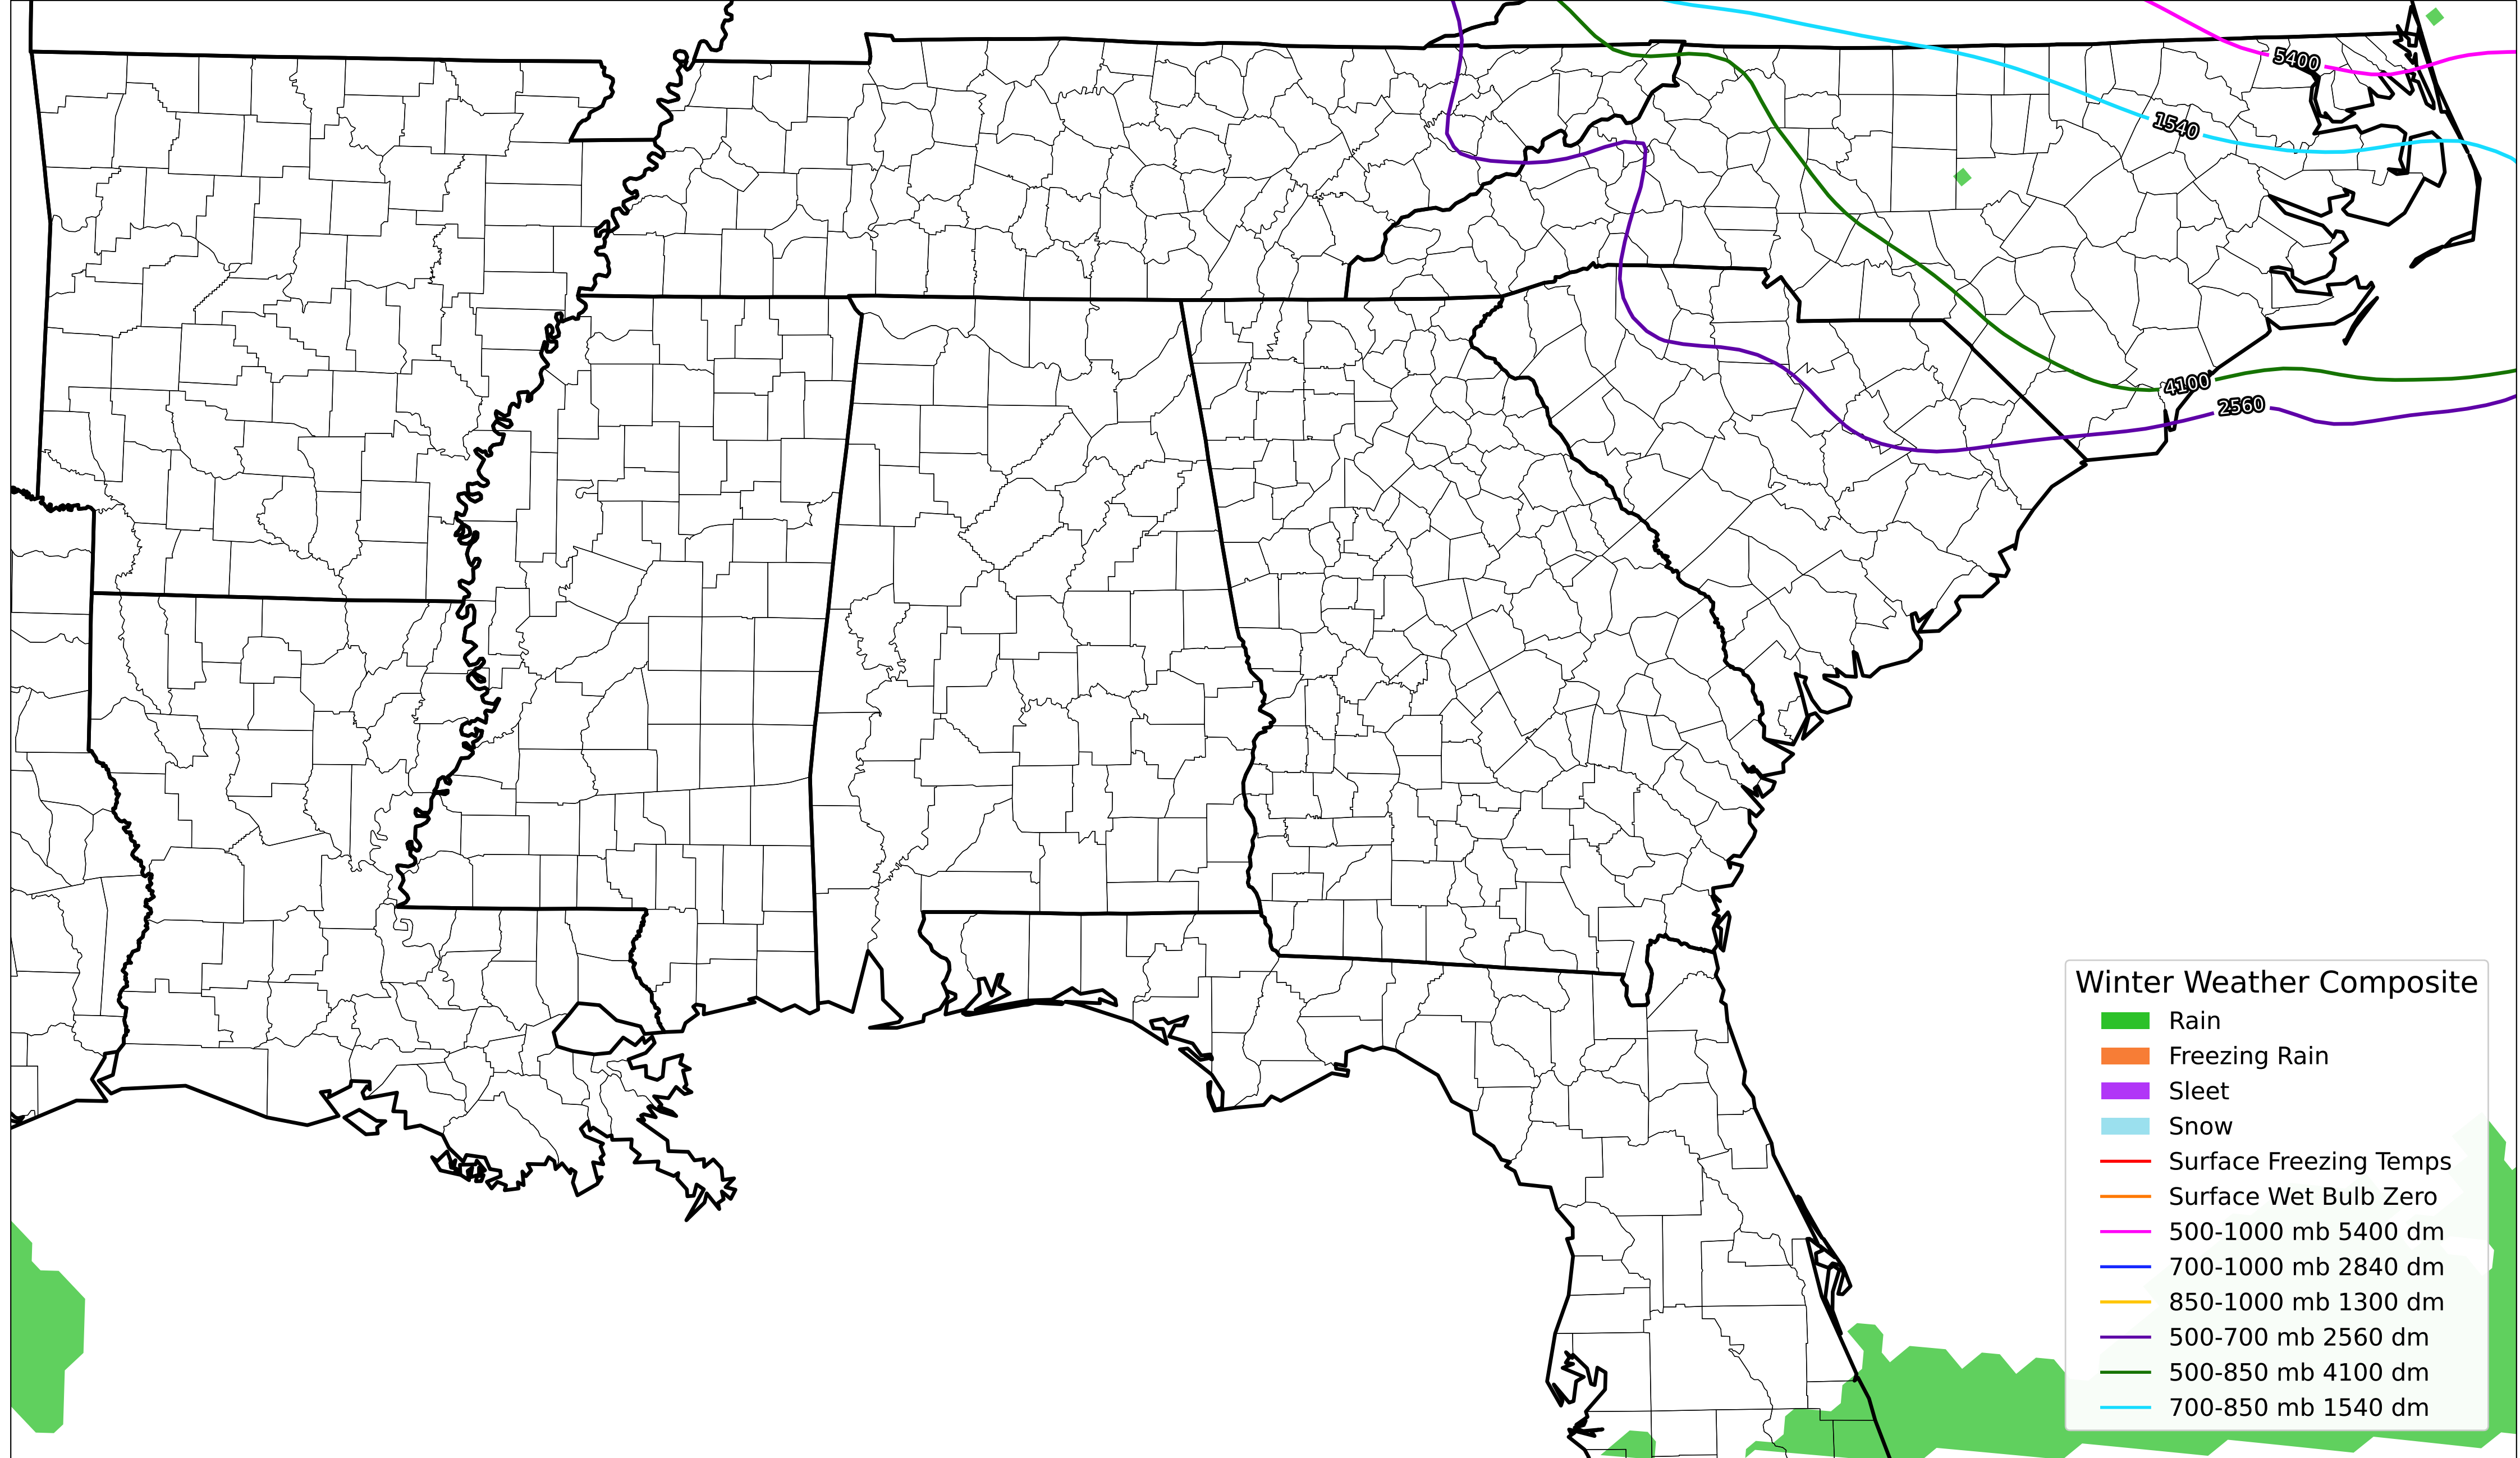 5400
1540
4100
2560
Winter Weather Composite
Rain
Freezing Rain
Sleet
Snow
Surface Freezing Temps
Surface Wet Bulb Zero
500-1000 mb 5400 dm
700-1000 mb 2840 dm
850-1000 mb 1300 dm
500-700 mb 2560 dm
500-850 mb 4100 dm
700-850 mb 1540 dm